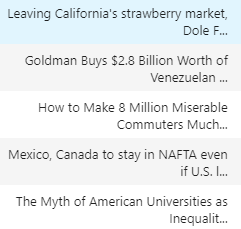 Leaving California's strawberry market,
Dole F...
Goldman Buys $2.8 Billion Worth of
Venezuelan ...
How to Make 8 Million Miserable
Commuters Much...
Mexico, Canada to stay in NAFTA even
if U.S. l...
The Myth of American Universities as
Inequalit...